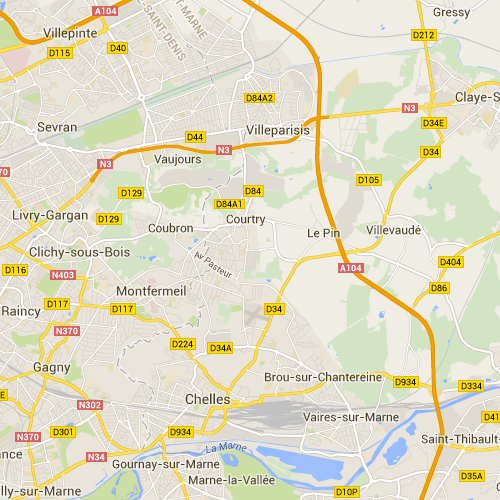 A104
Gressy
Villepinte
D212
D115
D40
SAINT-DENIS
T-MARNE
D84A2
Claye-S
N3
Sevran
D34E
Villeparisis
D44
N3
D34
Vaujours
N3
D105
D129
D84
D84A1
Livry-Gargan
D129
Courtry
Coubron
Le Pin
Villevaudé
Clichy-sous-Bois
Av Pasteur
D404
D116
N403
A104
D86
Montfermeil
D117
D117
D34
Raincy
N370
D224
D34A
Gagny
Brou-sur-Chantereine
D934
D334
E
Chelles
N302
Vaires-sur-Marne
D41
D301
D934
N370
Saint-Thibault-
La Marne
ance
N34
Gournay-sur-Marne
Marne-la-Vallée
D35A
illy-sur-Marne
D10P